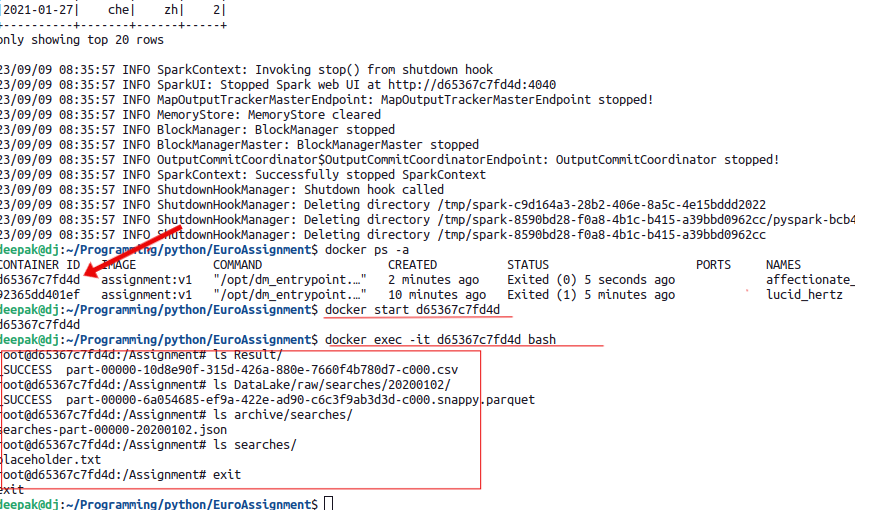 |2021-01-27|    che|    zh|    2|
+----------+-------+------+-----+
only showing top 20 rows
23/09/09 08:35:57 INFO SparkContext: Invoking stop() from shutdown hook
23/09/09 08:35:57 INFO SparkUI: Stopped Spark web UI at http://d65367c7fd4d:4040
23/09/09 08:35:57 INFO MapOutputTrackerMasterEndpoint: MapOutputTrackerMasterEndpoint stopped!
23/09/09 08:35:57 INFO MemoryStore: MemoryStore cleared
23/09/09 08:35:57 INFO BlockManager: BlockManager stopped
23/09/09 08:35:57 INFO BlockManagerMaster: BlockManagerMaster stopped
23/09/09 08:35:57 INFO OutputCommitCoordinator$OutputCommitCoordinatorEndpoint: OutputCommitCoordinator stopped!
23/09/09 08:35:57 INFO SparkContext: Successfully stopped SparkContext
23/09/09 08:35:57 INFO ShutdownHookManager: Shutdown hook called
23/09/09 08:35:57 INFO ShutdownHookManager: Deleting directory /tmp/spark-c9d164a3-28b2-406e-8a5c-4e15bddd2022
23/09/09 08:35:57 INFO ShutdownHookManager: Deleting directory /tmp/spark-8590bd28-f0a8-4b1c-b415-a39bbd0962cc/pyspark-bcb4
23/09/09 08:35:57 INFO ShutdownHookManager: Deleting directory /tmp/spark-8590bd28-f0a8-4b1c-b415-a39bbd0962cc
deepak@dj:~/Programming/python/EuroAssignment$ docker ps -a
CONTAINER ID   IMAGE           COMMAND                  CREATED          STATUS                     PORTS     NAMES
d65367c7fd4d   assignment:v1   "/opt/dm_entrypoint.…"   2 minutes ago    Exited (0) 5 seconds ago             affectionate_
92365dd401ef   assignment:v1   "/opt/dm_entrypoint.…"   10 minutes ago   Exited (1) 5 minutes ago             lucid_hertz
deepak@dj:~/Programming/python/EuroAssignment$ docker start d65367c7fd4d
d65367c7fd4d
deepak@dj:~/Programming/python/EuroAssignment$ docker exec -it d65367c7fd4d bash
root@d65367c7fd4d:/Assignment# ls Result/
_SUCCESS  part-00000-10d8e90f-315d-426a-880e-7660f4b780d7-c000.csv
root@d65367c7fd4d:/Assignment# ls DataLake/raw/searches/20200102/
_SUCCESS  part-00000-6a054685-ef9a-422e-ad90-c6c3f9ab3d3d-c000.snappy.parquet
root@d65367c7fd4d:/Assignment# ls archive/searches/
searches-part-00000-20200102.json
root@d65367c7fd4d:/Assignment# ls searches/
placeholder.txt
root@d65367c7fd4d:/Assignment# exit
exit
deepak@dj:~/Programming/python/EuroAssignment$